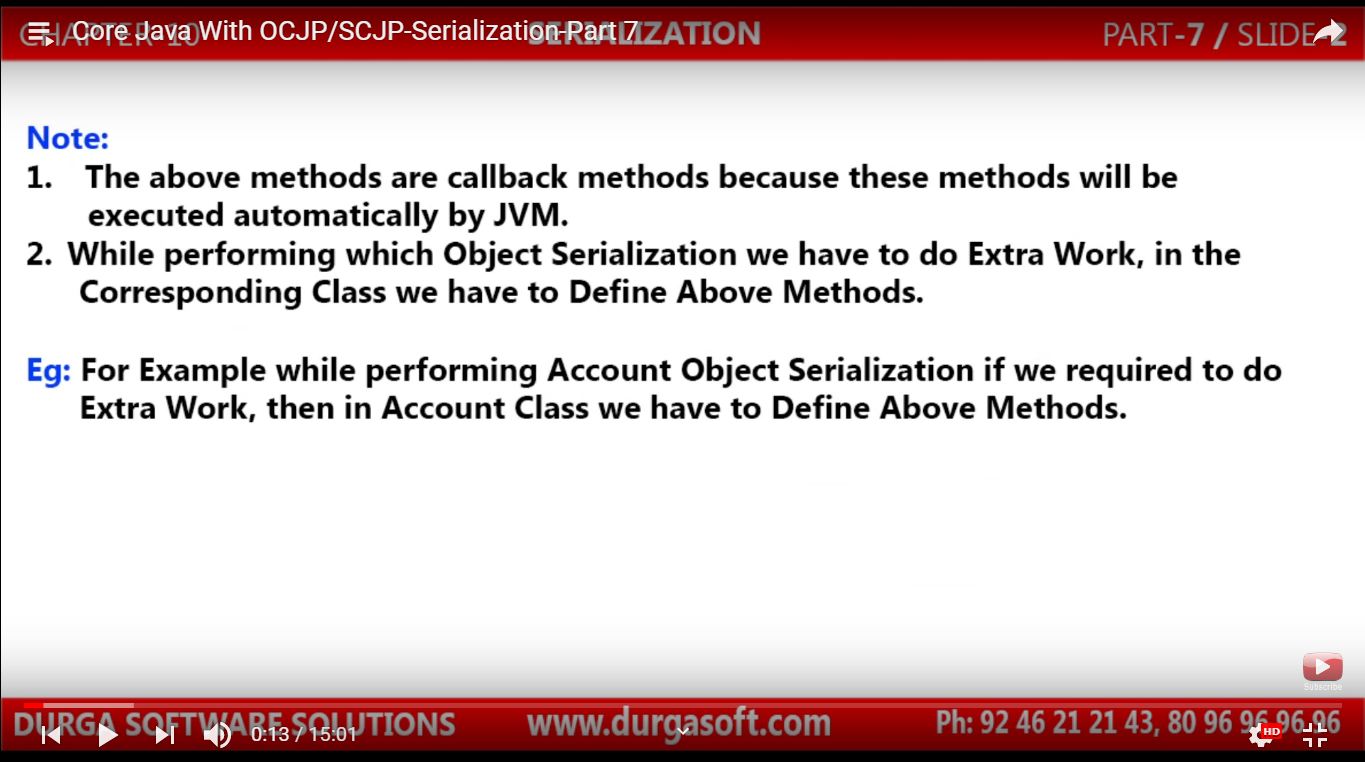 CHAPTER-10 SERIALIZATION PART-7 / SLIDE-2
Core Java With OCJP/SCJP-Serialization-Part 7
Note:
1. The above methods are callback methods because these methods will be
executed automatically by JVM.
2. While performing which Object Serialization we have to do Extra Work, in the
Corresponding Class we have to Define Above Methods.
Eg: For Example while performing Account Object Serialization if we required to do
Extra Work, then in Account Class we have to Define Above Methods.
Subscribe
DURGA SOFTWARE SOLUTIONS www.durgasoft.com Ph: 92 46 21 21 43, 80 96 96 96 96
0:13 / 15:01
HD